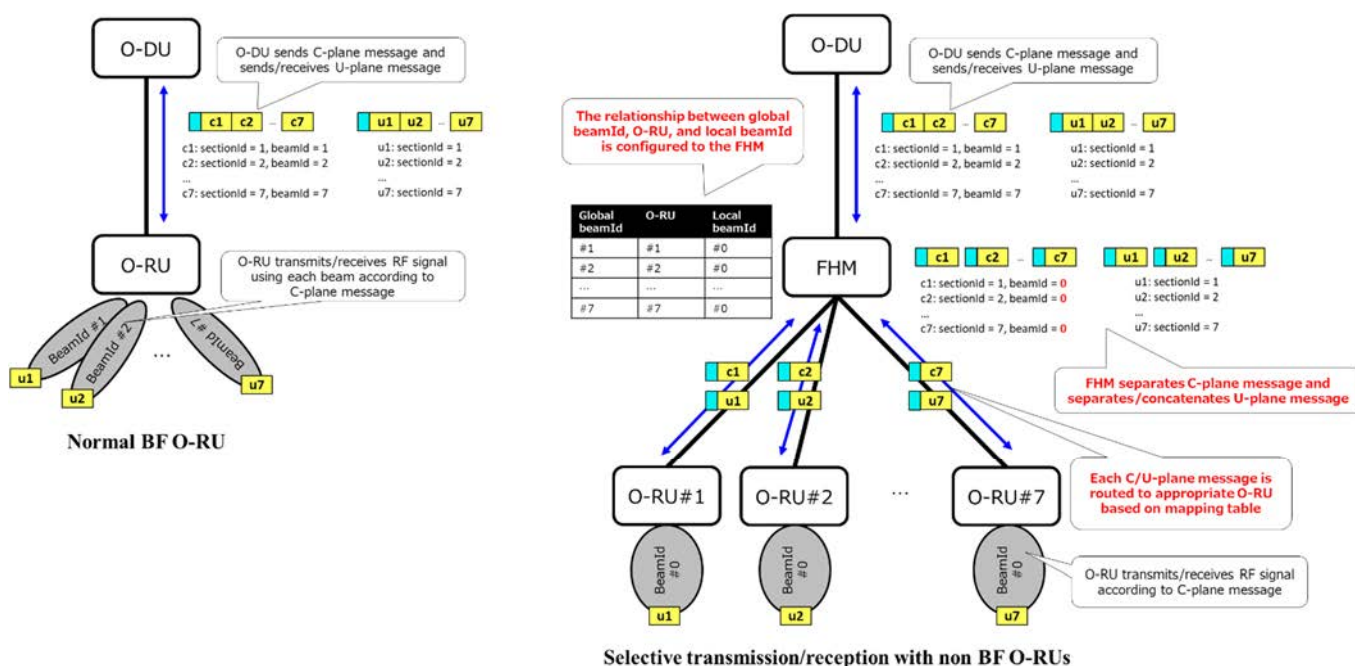 O-DU
O-DU sends C-plane message and
sends/receives U-plane message
c1 c2 ... c7
u1 u2 ... u7
c1: sectionId = 1, beamId = 1
c2: sectionId = 2, beamId = 2
...
c7: sectionId = 7, beamId = 7
u1: sectionId = 1
u2: sectionId = 2
...
u7: sectionId = 7
O-RU
O-RU transmits/receives RF signal
using each beam according to
C-plane message
BeamId #1
BeamId #2
...
BeamId #7
u1
u2
u7
Normal BF O-RU
O-DU
O-DU sends C-plane message and
sends/receives U-plane message
The relationship between global
beamId, O-RU, and local beamId
is configured to the FHM
c1 c2 ... c7
u1 u2 ... u7
c1: sectionId = 1, beamId = 1
c2: sectionId = 2, beamId = 2
...
c7: sectionId = 7, beamId = 7
u1: sectionId = 1
u2: sectionId = 2
...
u7: sectionId = 7
Global beamId O-RU Local beamId
#1 #1 #0
#2 #2 #0
... ... ...
#7 #7 #0
FHM
c1 c2 ... c7
u1 u2 ... u7
c1: sectionId = 1, beamId = 0
c2: sectionId = 2, beamId = 0
...
c7: sectionId = 7, beamId = 0
u1: sectionId = 1
u2: sectionId = 2
...
u7: sectionId = 7
c1 c2 c7
u1 u2 u7
FHM separates C-plane message and
separates/concatenates U-plane message
O-RU#1 O-RU#2 ... O-RU#7
Each C/U-plane message is
routed to appropriate O-RU
based on mapping table
BeamId #0
BeamId #0
BeamId #0
O-RU transmits/receives RF signal
according to C-plane message
u1 u2 u7
Selective transmission/reception with non BF O-RUs